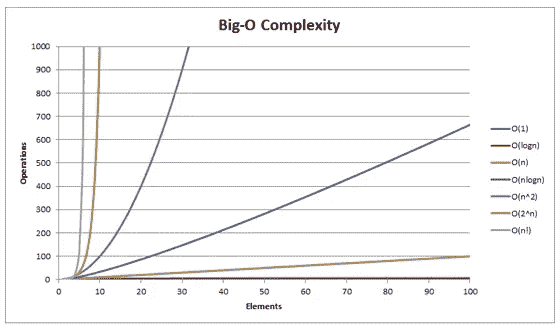 Big-O Complexity
1000
900
800
700
600
500
400
300
200
100
0
Operations
0 10 20 30 40 50 60 70 80 90 100
Elements
O(1)
O(logn)
O(n)
O(nlogn)
O(n^2)
O(2^n)
O(n!)